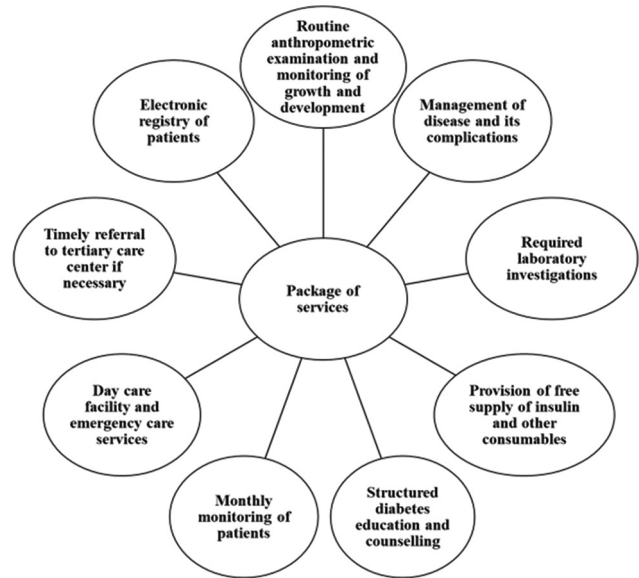 Routine
anthropometric
examination and
monitoring of
growth and
development
Management of
disease and its
complications
Required
laboratory
investigations
Provision of free
supply of insulin
and other
consumables
Structured
diabetes
education and
counselling
Monthly
monitoring of
patients
Day care
facility and
emergency care
services
Timely referral
to tertiary care
center if
necessary
Electronic
registry of
patients
Package of
services